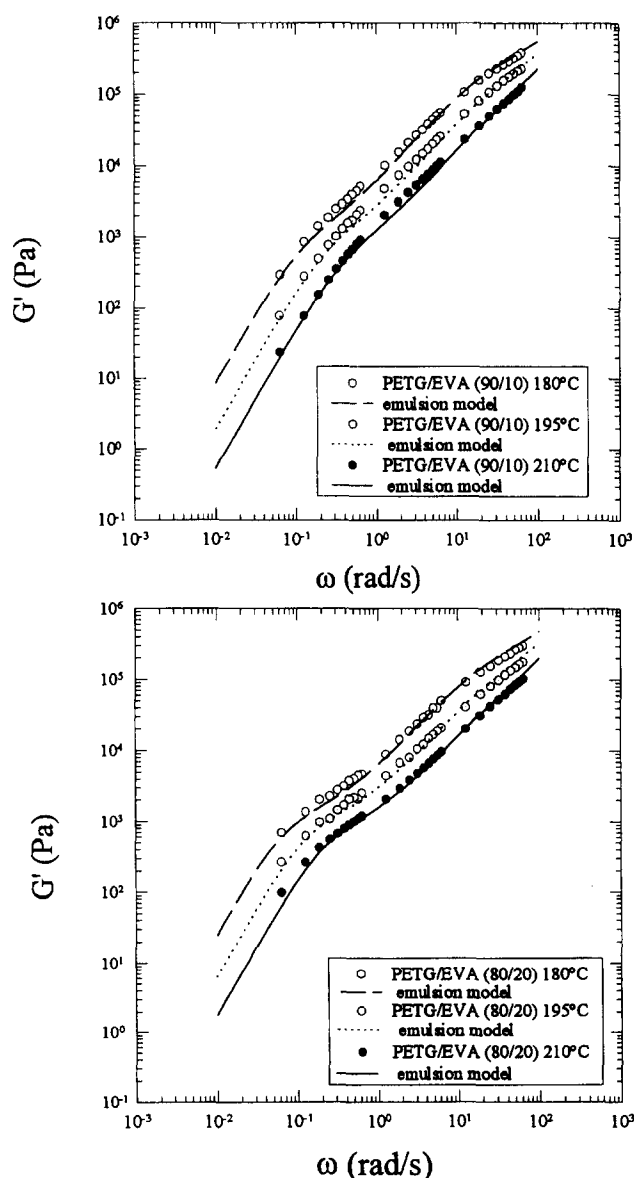 G' (Pa)
10⁶
10⁵
10⁴
10³
10²
10¹
10⁰
10⁻¹
PETG/EVA (90/10) 180°C
emulsion model
PETG/EVA (90/10) 195°C
emulsion model
PETG/EVA (90/10) 210°C
emulsion model
10⁻³ 10⁻² 10⁻¹ 10⁰ 10¹ 10² 10³
ω (rad/s)
G' (Pa)
10⁶
10⁵
10⁴
10³
10²
10¹
10⁰
10⁻¹
PETG/EVA (80/20) 180°C
emulsion model
PETG/EVA (80/20) 195°C
emulsion model
PETG/EVA (80/20) 210°C
emulsion model
10⁻³ 10⁻² 10⁻¹ 10⁰ 10¹ 10² 10³
ω (rad/s)